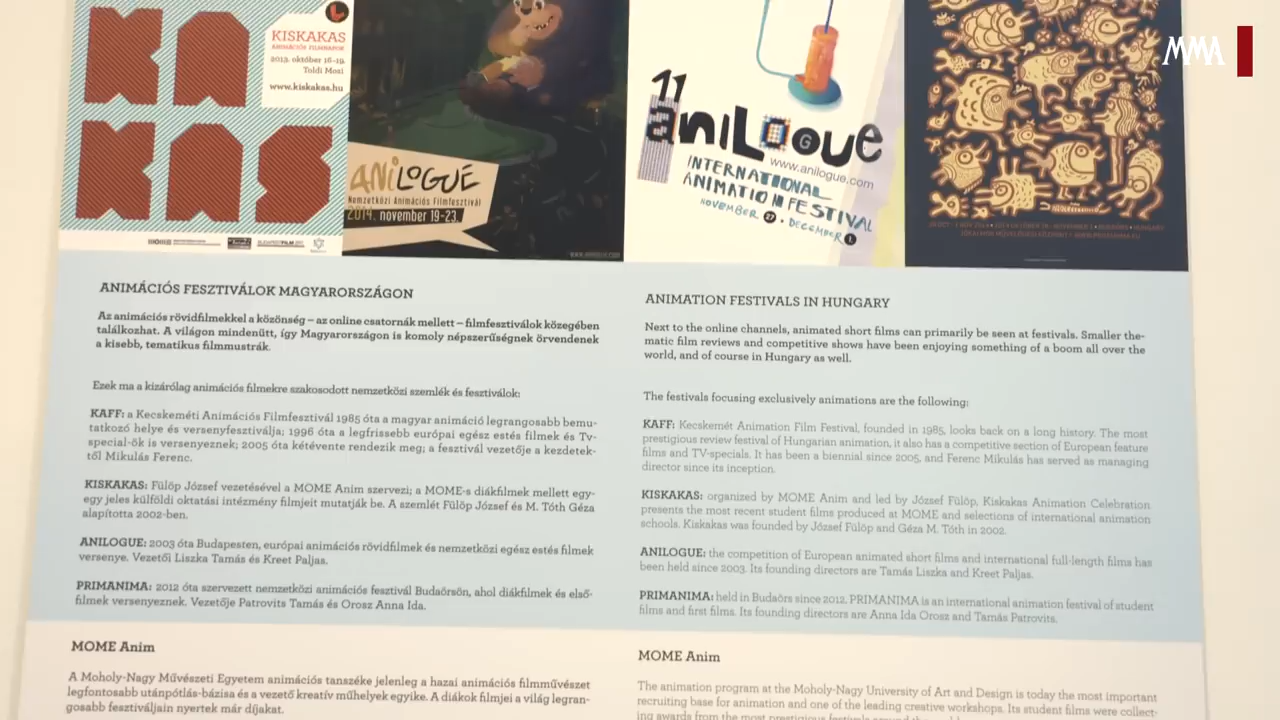 MMA
KISKAKAS
ANIMÁCIÓS FILMNAPOK
2013. október 16-19.
Toldi Mozi
www.kiskakas.hu
KA
KAS
ANiLOGUE
Nemzetközi Animációs Filmfesztivál
2014. november 19-23.
11
aniLOGUe
www.anilogue.com
INTERNATIONAL
ANIMATION FESTIVAL
NOVEMBER 27 • DECEMBER 1
ANIMÁCIÓS FESZTIVÁLOK MAGYARORSZÁGON
Az animációs rövidfilmekkel a közönség – az online csatornák mellett – filmfesztiválok közegében
találkozhat. A világon mindenütt, így Magyarországon is komoly népszerűségnek örvendenek
a kisebb, tematikus filmmustrák.
Ezek ma a kizárólag animációs filmekre szakosodott nemzetközi szemlék és fesztiválok:
KAFF: a Kecskeméti Animációs Filmfesztivál 1985 óta a magyar animáció legrangosabb bemu-
tatkozó helye és versenyfesztiválja; 1996 óta a legfrissebb európai egész estés filmek és Tv-
special-ök is versenyeznek; 2005 óta kétévente rendezik meg; a fesztivál vezetője a kezdetek-
től Mikulás Ferenc.
KISKAKAS: Fülöp József vezetésével a MOME Anim szervezi; a MOME-s diákfilmek mellett egy-
egy jeles külföldi oktatási intézmény filmjeit mutatják be. A szemlét Fülöp József és M. Tóth Géza
alapította 2002-ben.
ANILOGUE: 2003 óta Budapesten, európai animációs rövidfilmek és nemzetközi egész estés filmek
versenye. Vezetői Liszka Tamás és Kreet Paljas.
PRIMANIMA: 2012 óta szervezett nemzetközi animációs fesztivál Budaörsön, ahol diákfilmek és első-
filmek versenyeznek. Vezetője Patrovits Tamás és Orosz Anna Ida.
MOME Anim
A Moholy-Nagy Művészeti Egyetem animációs tanszéke jelenleg a hazai animációs filmművészet
legfontosabb utánpótlás-bázisa és a vezető kreatív műhelyek egyike. A diákok filmjei a világ legran-
gosabb fesztiváljain nyertek már díjakat.
ANIMATION FESTIVALS IN HUNGARY
Next to the online channels, animated short films can primarily be seen at festivals. Smaller the-
matic film reviews and competitive shows have been enjoying something of a boom all over the
world, and of course in Hungary as well.
The festivals focusing exclusively animations are the following:
KAFF: Kecskemét Animation Film Festival, founded in 1985, looks back on a long history. The most
prestigious review festival of Hungarian animation, it also has a competitive section of European feature
films and TV-specials. It has been a biennial since 2005, and Ferenc Mikulás has served as managing
director since its inception.
KISKAKAS: organized by MOME Anim and led by József Fülöp, Kiskakas Animation Celebration
presents the most recent student films produced at MOME and selections of international animation
schools. Kiskakas was founded by József Fülöp and Géza M. Tóth in 2002.
ANILOGUE: the competition of European animated short films and international full-length films has
been held since 2003. Its founding directors are Tamás Liszka and Kreet Paljas.
PRIMANIMA: held in Budaörs since 2012. PRIMANIMA is an international animation festival of student
films and first films. Its founding directors are Anna Ida Orosz and Tamás Patrovits.
MOME Anim
The animation program at the Moholy-Nagy University of Art and Design is today the most important
recruiting base for animation and one of the leading creative workshops. Its student films were collect-
ing awards from the most prestigious festivals around the